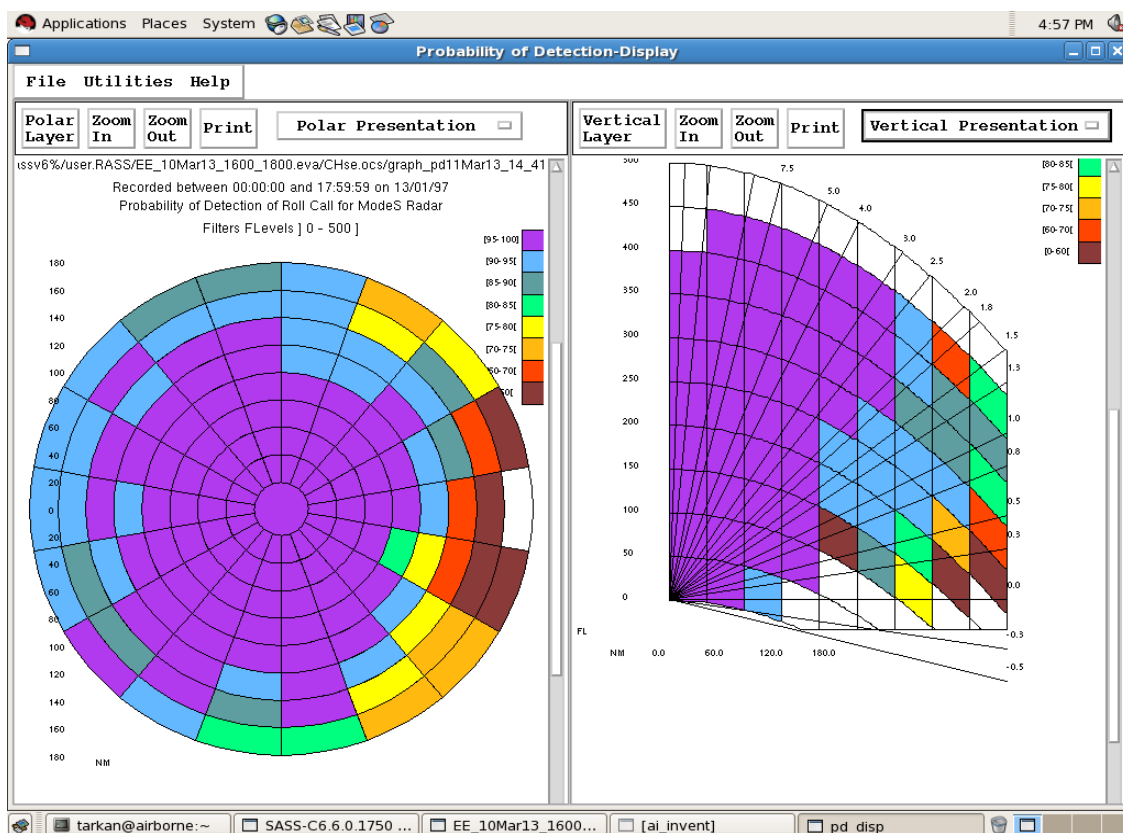 Applications Places System
4:57 PM
Probability of Detection-Display
File Utilities Help
Polar Layer
Zoom In
Zoom Out
Print
Polar Presentation
ussv6%/user.RASS/EE_10Mar13_1600_1800.eva/CHse.ocs/graph_pd11Mar13_14_41
Recorded between 00:00:00 and 17:59:59 on 13/01/97
Probability of Detection of Roll Call for ModeS Radar
Filters FLevels ] 0 - 500 ]
[95-100]
[90-95[
[85-90[
[80-85[
[75-80[
[70-75[
60-70[
180
160
140
120
100
80
60
40
20
0
20
40
60
80
100
120
140
160
180
NM
Vertical Layer
Zoom In
Zoom Out
Print
Vertical Presentation
[80-85[
[75-80[
[70-75[
[60-70[
[0-60[
500
450
400
350
300
250
200
150
100
50
0
FL
7.5
5.0
4.0
3.0
2.5
2.0
1.8
1.5
1.3
1.0
0.8
0.5
0.3
0.0
-0.3
-0.5
NM 0.0 60.0 120.0 180.0
tarkan@airborne:~
SASS-C6.6.0.1750 ...
EE_10Mar13_1600...
[ai_invent]
pd_disp